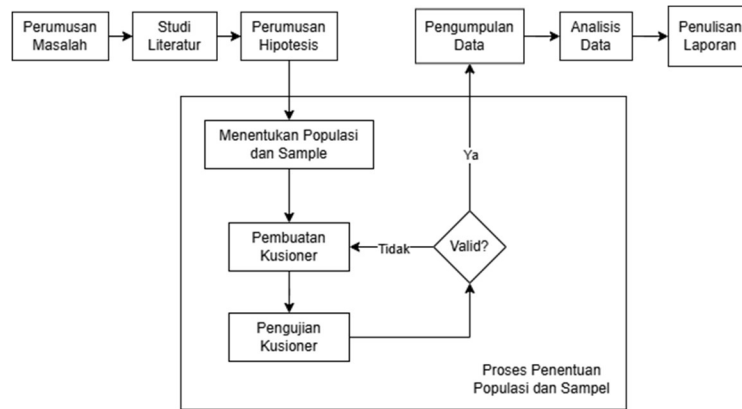 Perumusan
Masalah
Studi
Literatur
Perumusan
Hipotesis
Pengumpulan
Data
Analisis
Data
Penulisan
Laporan
Menentukan Populasi
dan Sample
Ya
Pembuatan
Kusioner
Tidak
Valid?
Pengujian
Kusioner
Proses Penentuan
Populasi dan Sampel